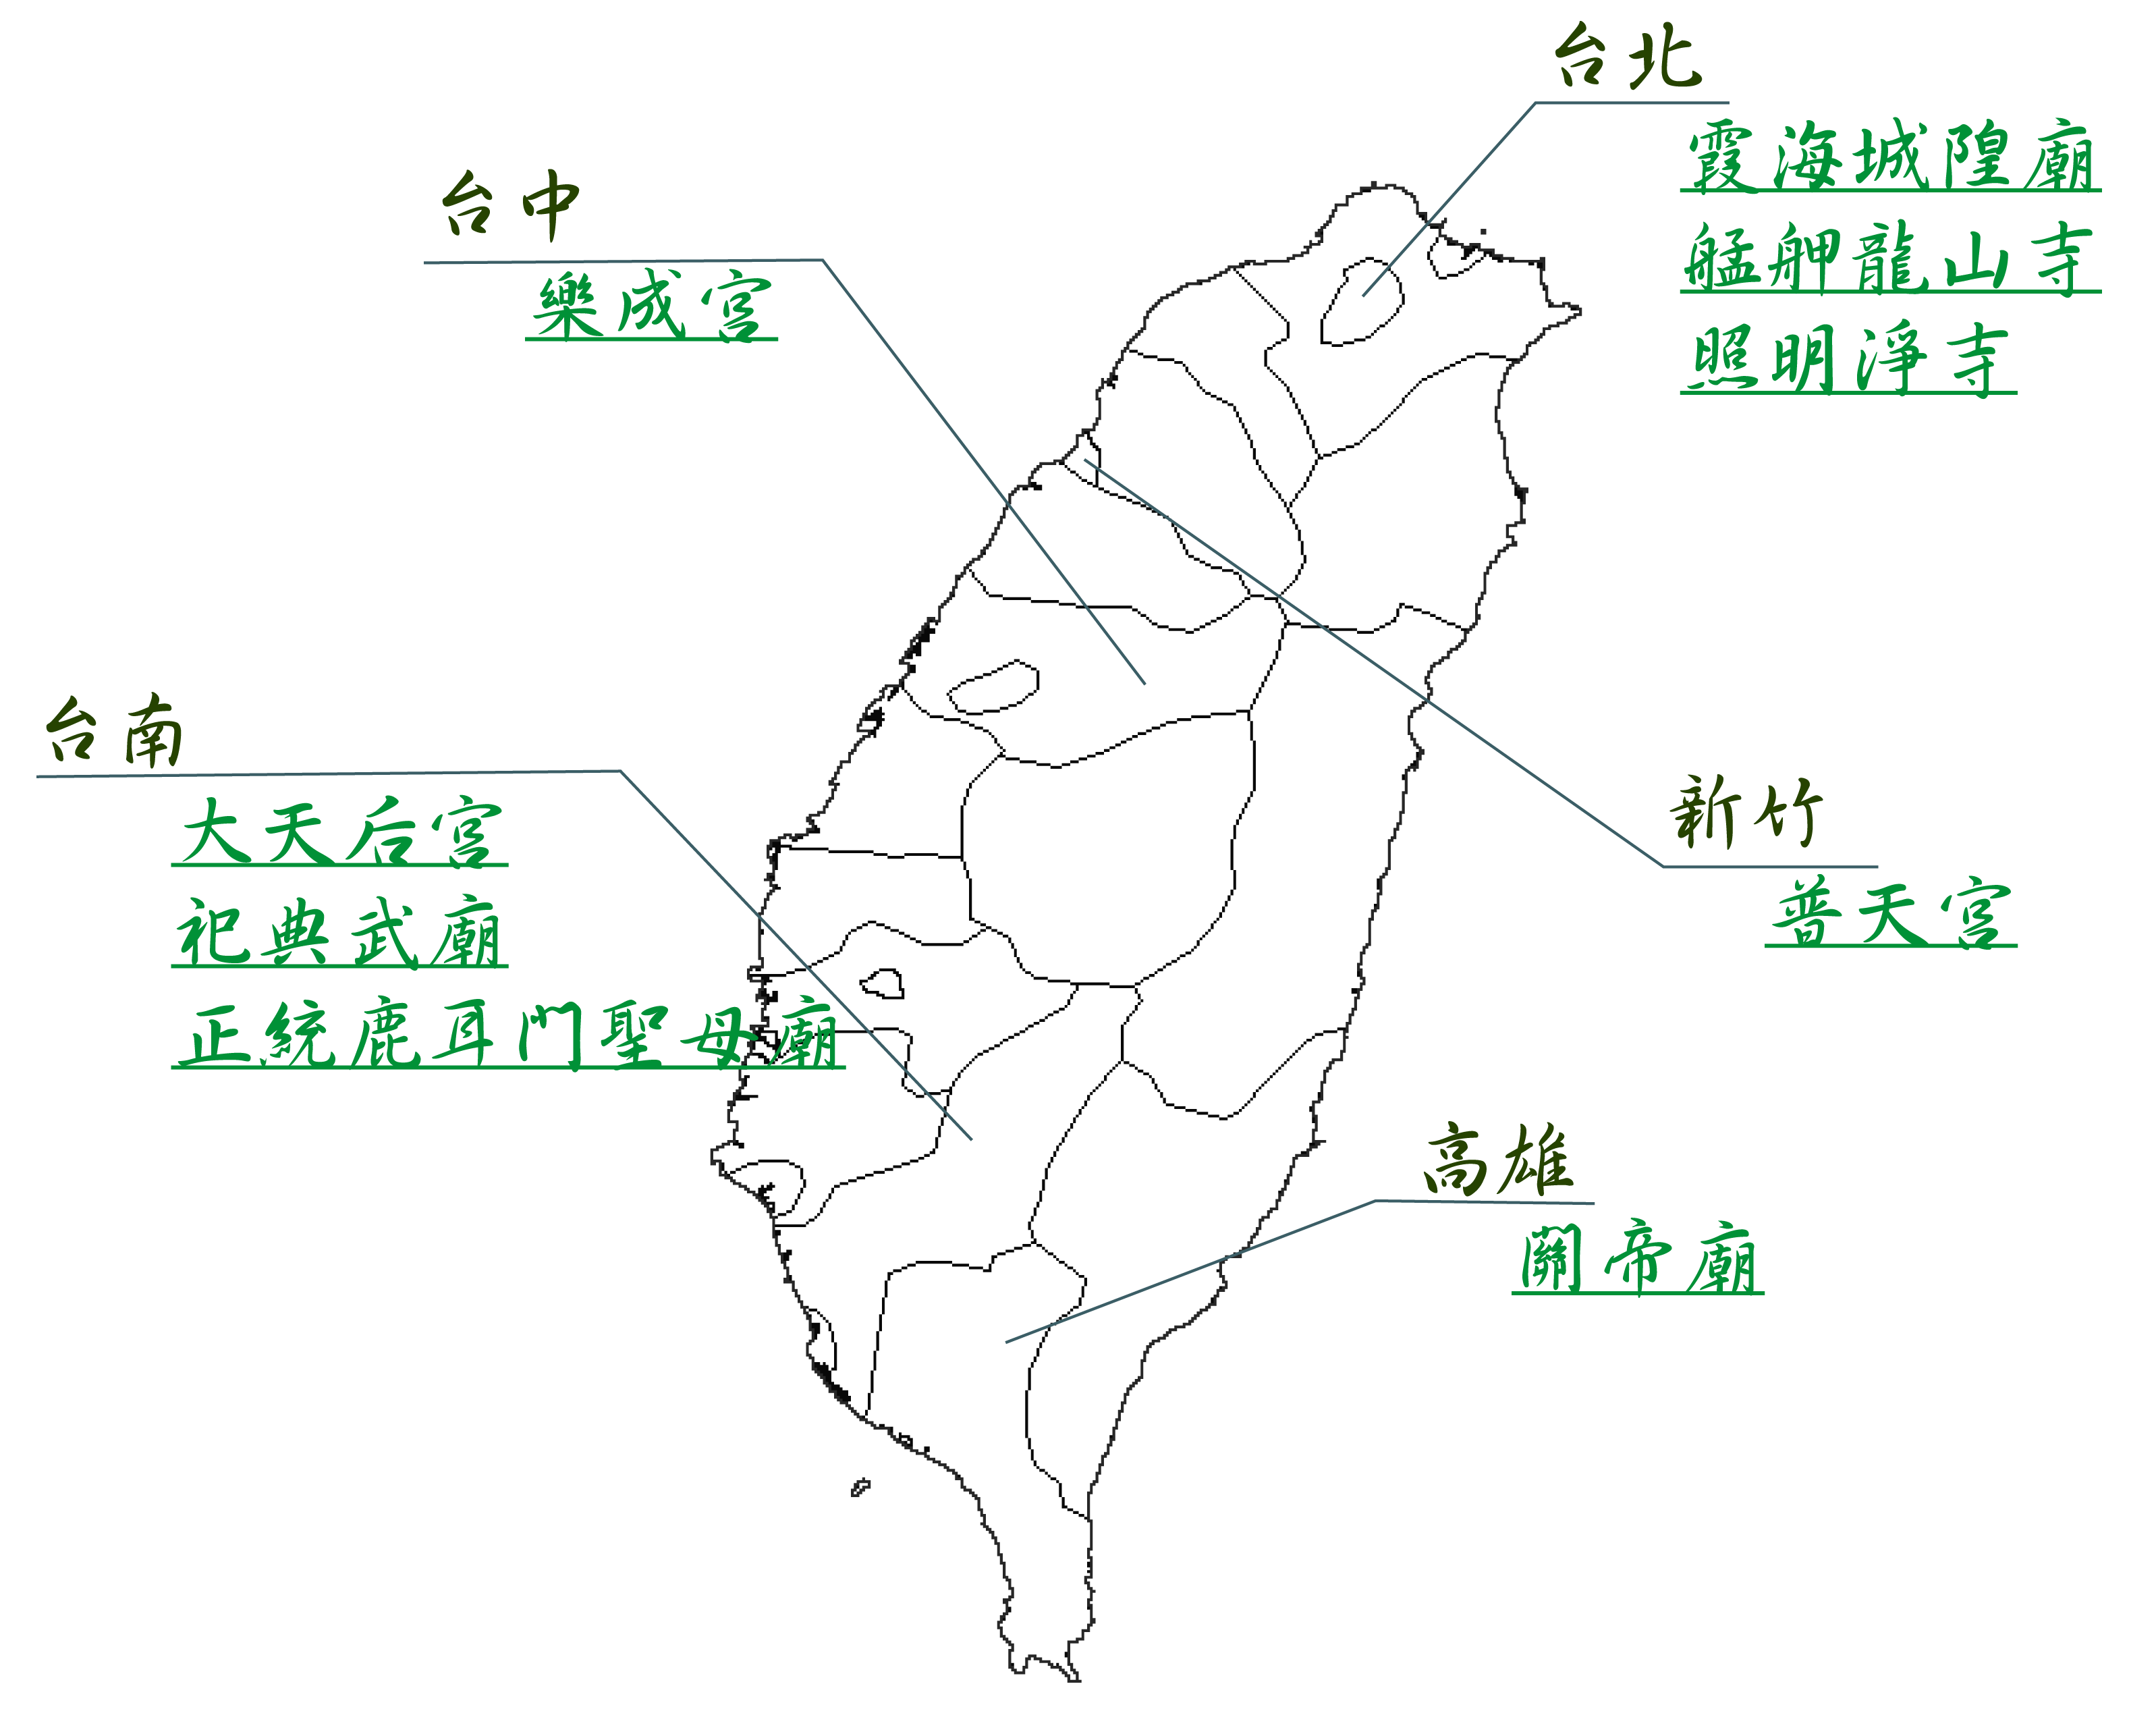 台北
霞海城隍廟
艋舺龍山寺
照明淨寺
台中
樂成宮
台南
大天后宮
祀典武廟
正統鹿耳門聖母廟
新竹
普天宮
高雄
關帝廟